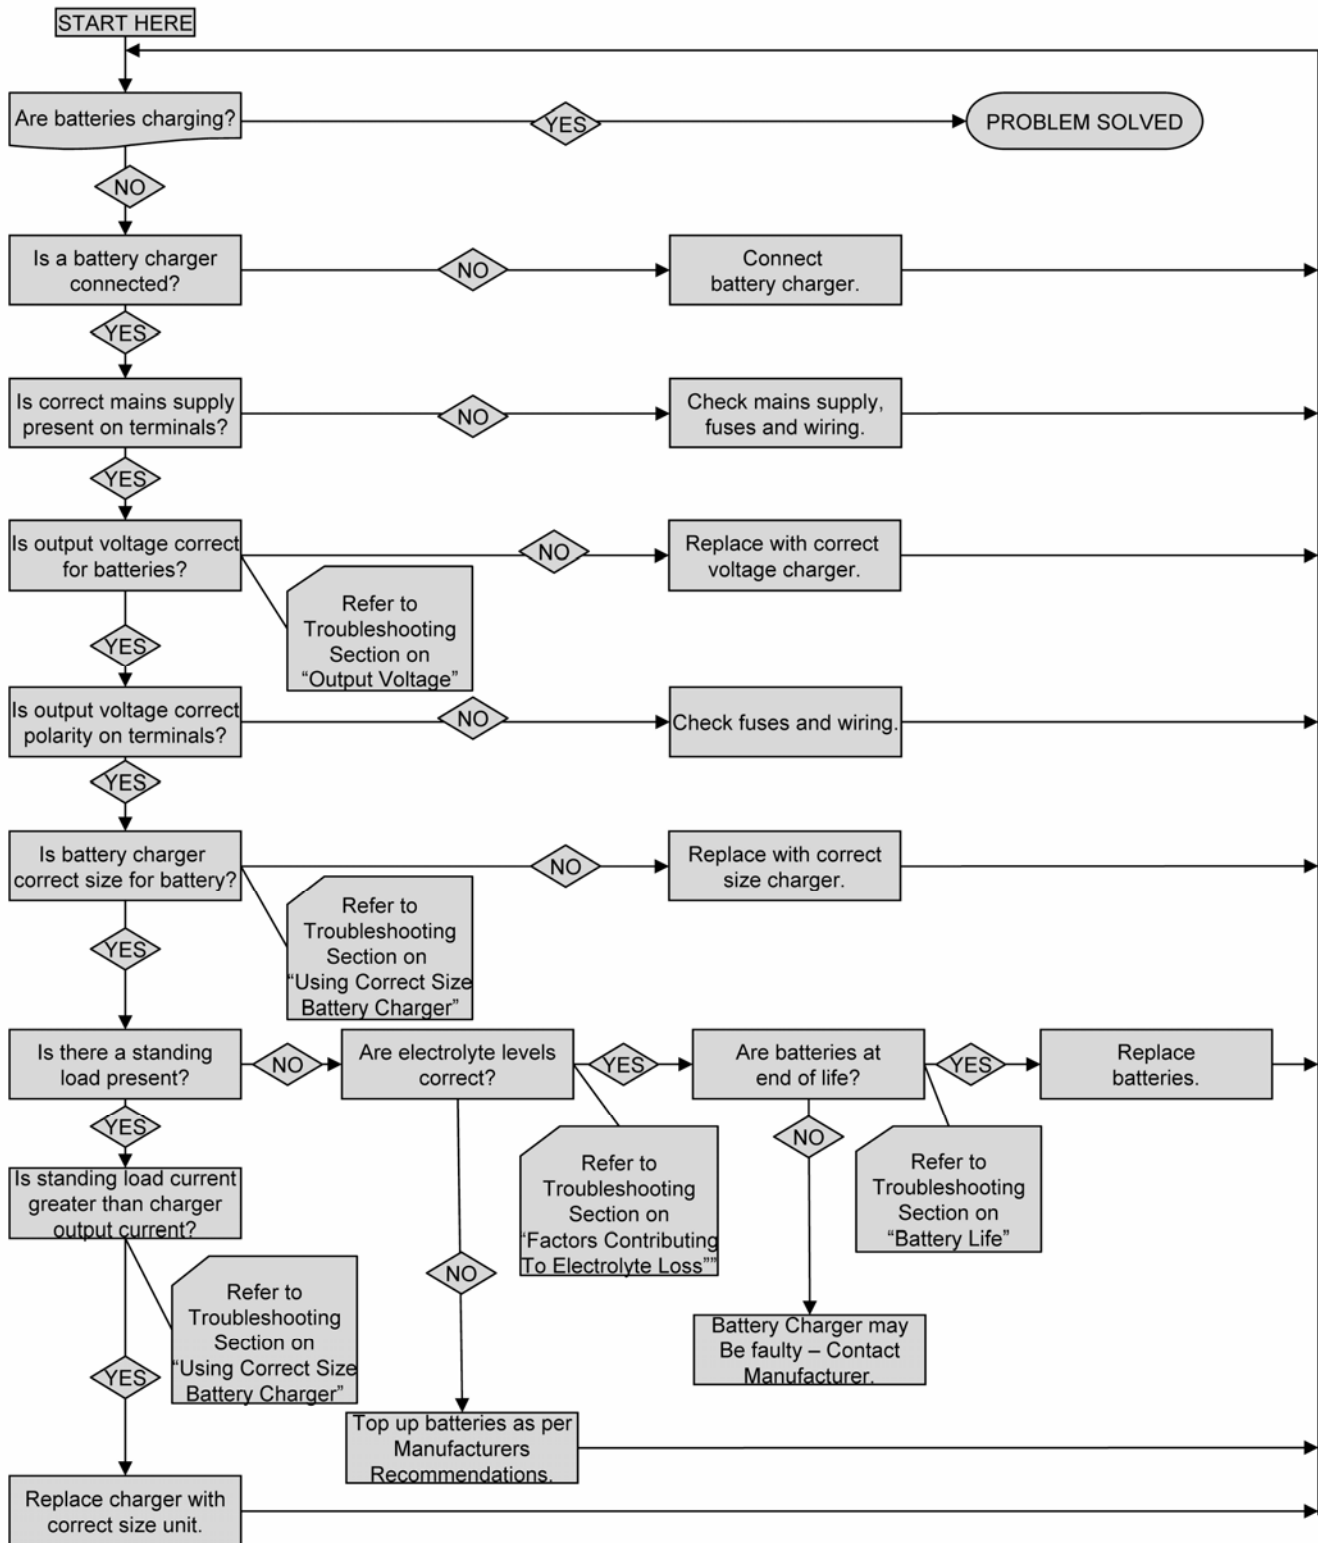 START HERE
Are batteries charging?
YES
PROBLEM SOLVED
NO
Is a battery charger
connected?
NO
Connect
battery charger.
YES
Is correct mains supply
present on terminals?
NO
Check mains supply,
fuses and wiring.
YES
Is output voltage correct
for batteries?
NO
Replace with correct
voltage charger.
Refer to
Troubleshooting
Section on
“Output Voltage”
YES
Is output voltage correct
polarity on terminals?
NO
Check fuses and wiring.
YES
Is battery charger
correct size for battery?
NO
Replace with correct
size charger.
Refer to
Troubleshooting
Section on
“Using Correct Size
Battery Charger”
YES
Is there a standing
load present?
NO
Are electrolyte levels
correct?
YES
Are batteries at
end of life?
YES
Replace
batteries.
YES
NO
Refer to
Troubleshooting
Section on
“Factors Contributing
To Electrolyte Loss””
Refer to
Troubleshooting
Section on
“Battery Life”
Is standing load current
greater than charger
output current?
NO
Refer to
Troubleshooting
Section on
“Using Correct Size
Battery Charger”
Battery Charger may
Be faulty – Contact
Manufacturer.
YES
Top up batteries as per
Manufacturers
Recommendations.
Replace charger with
correct size unit.